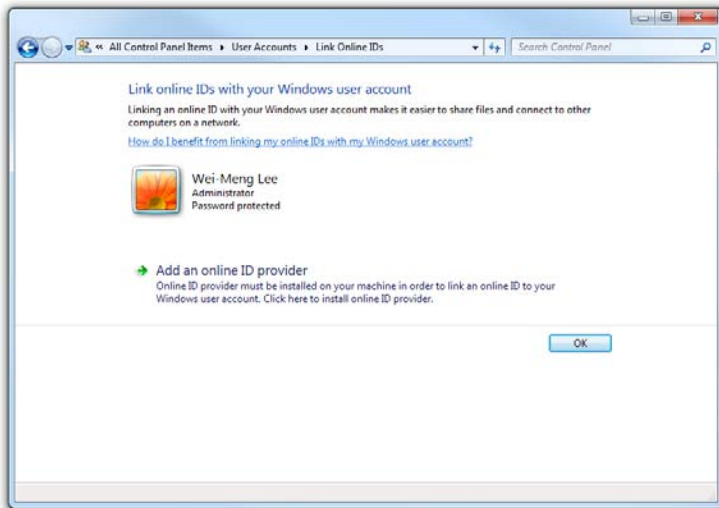 « All Control Panel Items ▸ User Accounts ▸ Link Online IDs
Search Control Panel
Link online IDs with your Windows user account
Linking an online ID with your Windows user account makes it easier to share files and connect to other
computers on a network.
How do I benefit from linking my online IDs with my Windows user account?
Wei-Meng Lee
Administrator
Password protected
Add an online ID provider
Online ID provider must be installed on your machine in order to link an online ID to your
Windows user account. Click here to install online ID provider.
OK